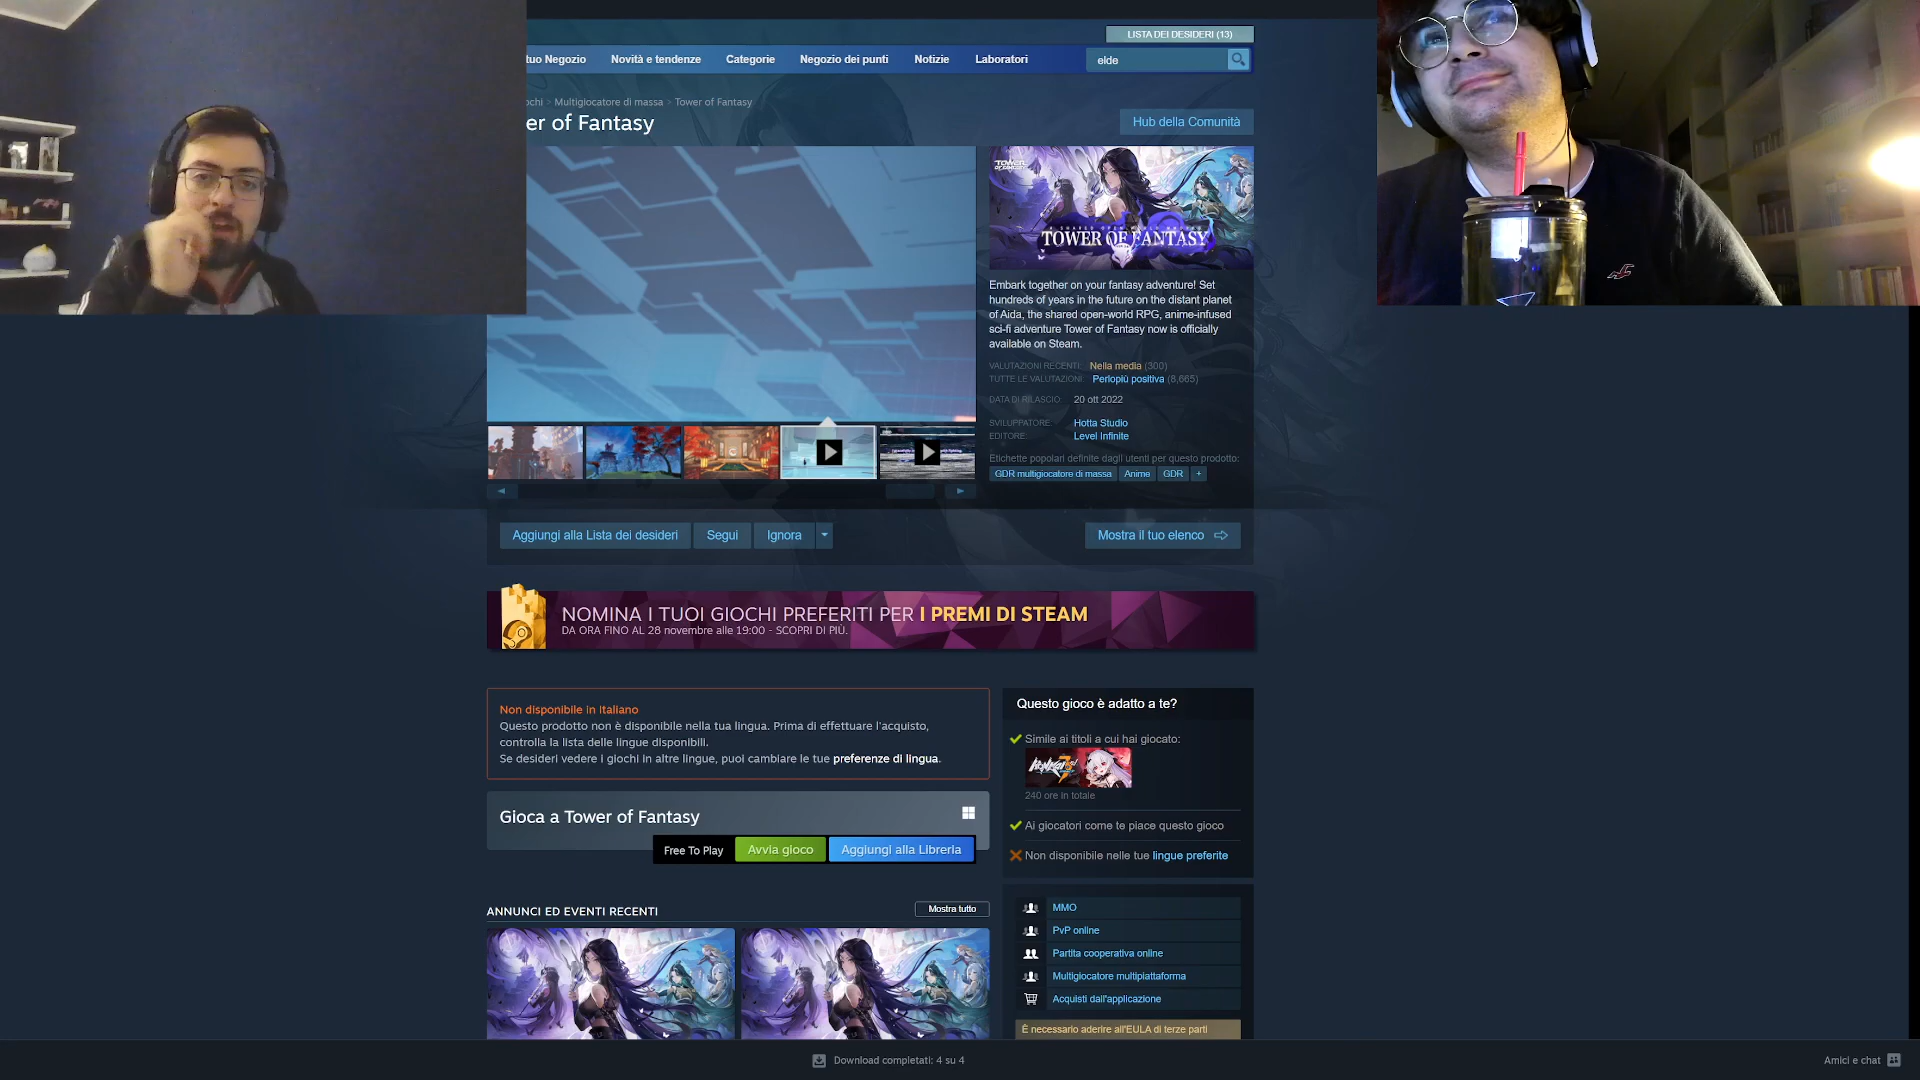 LISTA DEI DESIDERI (13)
tuo Negozio
Novità e tendenze
Categorie
Negozio dei punti
Notizie
Laboratori
elde
ochi > Multigiocatore di massa > Tower of Fantasy
er of Fantasy
Hub della Comunità
TOWER OF FANTASY
Embark together on your fantasy adventure! Set
hundreds of years in the future on the distant planet
of Aida, the shared open-world RPG, anime-infused
sci-fi adventure Tower of Fantasy now is officially
available on Steam.
VALUTAZIONI RECENTI: Nella media (300)
TUTTE LE VALUTAZIONI: Perlopiù positiva (8,665)
DATA DI RILASCIO: 20 ott 2022
SVILUPPATORE: Hotta Studio
EDITORE: Level Infinite
Etichette popolari definite dagli utenti per questo prodotto:
GDR multigiocatore di massa
Anime
GDR
+
Aggiungi alla Lista dei desideri
Segui
Ignora
Mostra il tuo elenco
NOMINA I TUOI GIOCHI PREFERITI PER I PREMI DI STEAM
DA ORA FINO AL 28 novembre alle 19:00 - SCOPRI DI PIÙ.
Non disponibile in Italiano
Questo prodotto non è disponibile nella tua lingua. Prima di effettuare l'acquisto,
controlla la lista delle lingue disponibili.
Se desideri vedere i giochi in altre lingue, puoi cambiare le tue preferenze di lingua.
Gioca a Tower of Fantasy
Free To Play
Avvia gioco
Aggiungi alla Libreria
ANNUNCI ED EVENTI RECENTI
Mostra tutto
Questo gioco è adatto a te?
Simile ai titoli a cui hai giocato:
240 ore in totale
Ai giocatori come te piace questo gioco
Non disponibile nelle tue lingue preferite
MMO
PvP online
Partita cooperativa online
Multigiocatore multipiattaforma
Acquisti dall'applicazione
È necessario aderire all'EULA di terze parti
Download completati: 4 su 4
Amici e chat